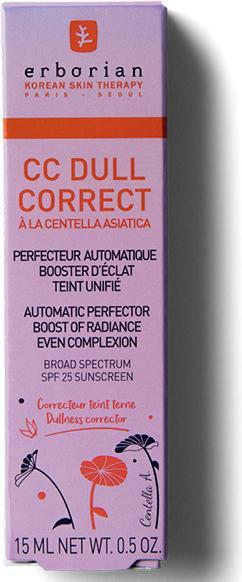 erborian
KOREAN SKIN THERAPY
PARIS - SEOUL
CC DULL
CORRECT
À LA CENTELLA ASIATICA
PERFECTEUR AUTOMATIQUE
BOOSTER D'ÉCLAT
TEINT UNIFIÉ
AUTOMATIC PERFECTOR
BOOST OF RADIANCE
EVEN COMPLEXION
BROAD SPECTRUM
SPF 25 SUNSCREEN
Correcteur teint terne
Dullness corrector
Centella A.
15 ML NET WT. 0.5 OZ.